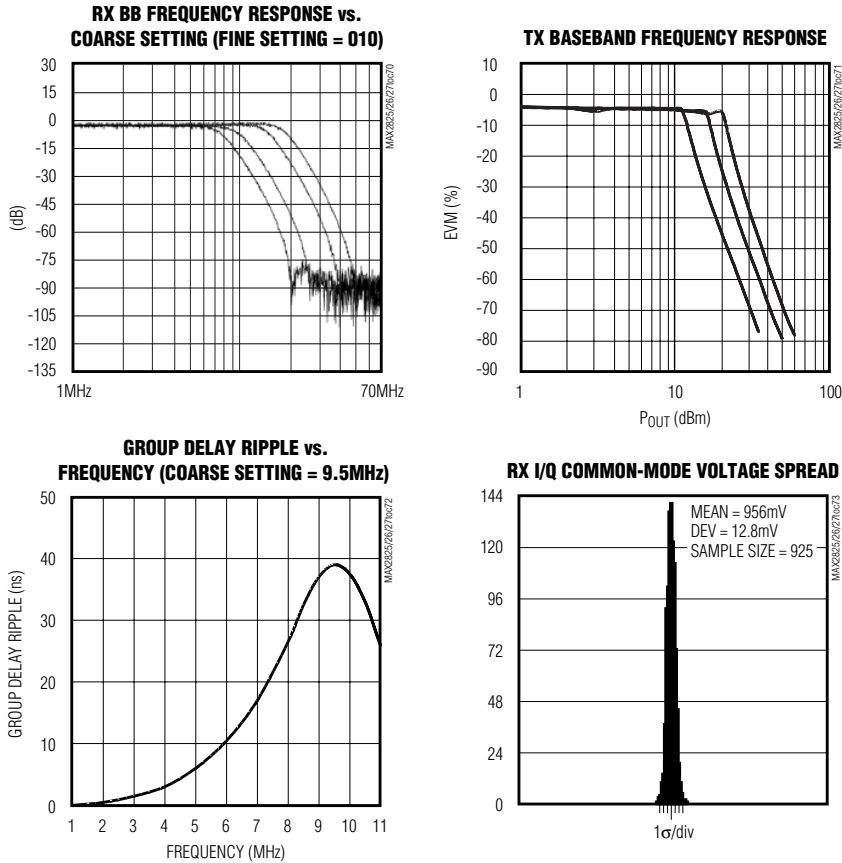 RX BB FREQUENCY RESPONSE vs.
COARSE SETTING (FINE SETTING = 010)
30
15
0
-15
-30
-45
-60
-75
-90
-105
-120
-135
(dB)
1MHz
70MHz
MAX2825/26/27toc70
TX BASEBAND FREQUENCY RESPONSE
10
0
-10
-20
-30
-40
-50
-60
-70
-80
-90
EVM (%)
1
10
100
POUT (dBm)
MAX2825/26/27toc71
GROUP DELAY RIPPLE vs.
FREQUENCY (COARSE SETTING = 9.5MHz)
50
40
30
20
10
0
GROUP DELAY RIPPLE (ns)
1 2 3 4 5 6 7 8 9 10 11
FREQUENCY (MHz)
MAX2825/26/27toc72
RX I/Q COMMON-MODE VOLTAGE SPREAD
144
120
96
72
48
24
0
MEAN = 956mV
DEV = 12.8mV
SAMPLE SIZE = 925
1σ/div
MAX2825/26/27toc73